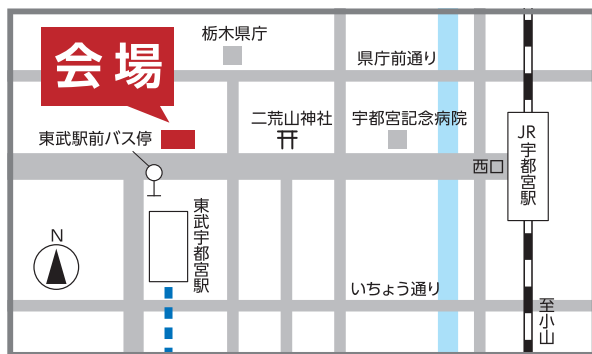 栃木県庁
会場
県庁前通り
東武駅前バス停
二荒山神社
宇都宮記念病院
JR宇都宮駅
西口
東武宇都宮駅
N
いちょう通り
至小山